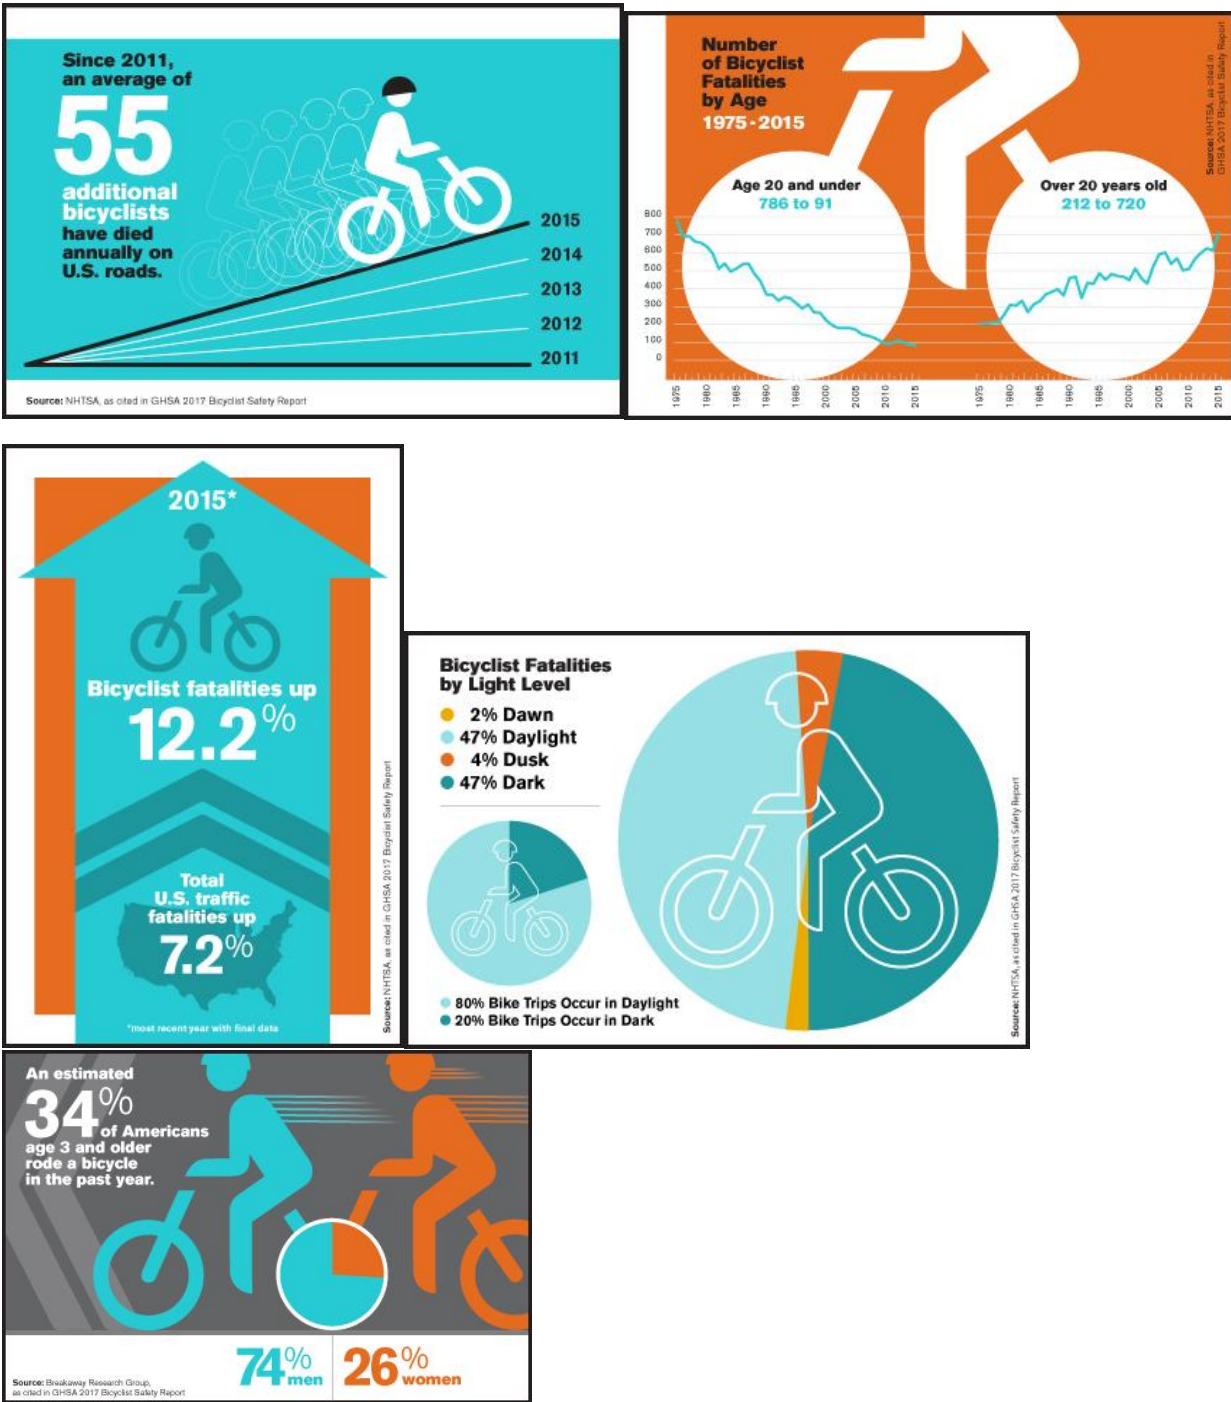 Since 2011,
an average of
55
additional
bicyclists
have died
annually on
U.S. roads.
2015
2014
2013
2012
2011
Source: NHTSA, as cited in GHSA 2017 Bicyclist Safety Report
Number
of Bicyclist
Fatalities
by Age
1975-2015
Source: NHTSA, as cited in
GHSA 2017 Bicyclist Safety Report
Age 20 and under
786 to 91
Over 20 years old
212 to 720
800
700
600
500
400
300
200
100
0
1975
1980
1985
1990
1995
2000
2005
2010
2015
1975
1980
1985
1990
1995
2000
2005
2010
2015
2015*
Bicyclist fatalities up
12.2%
Total
U.S. traffic
fatalities up
7.2%
*most recent year with final data
Source: NHTSA, as cited in GHSA 2017 Bicyclist Safety Report
Bicyclist Fatalities
by Light Level
2% Dawn
47% Daylight
4% Dusk
47% Dark
80% Bike Trips Occur in Daylight
20% Bike Trips Occur in Dark
Source: NHTSA, as cited in GHSA 2017 Bicyclist Safety Report
An estimated
34%
of Americans
age 3 and older
rode a bicycle
in the past year.
74% men
26% women
Source: Breakaway Research Group,
as cited in GHSA 2017 Bicyclist Safety Report